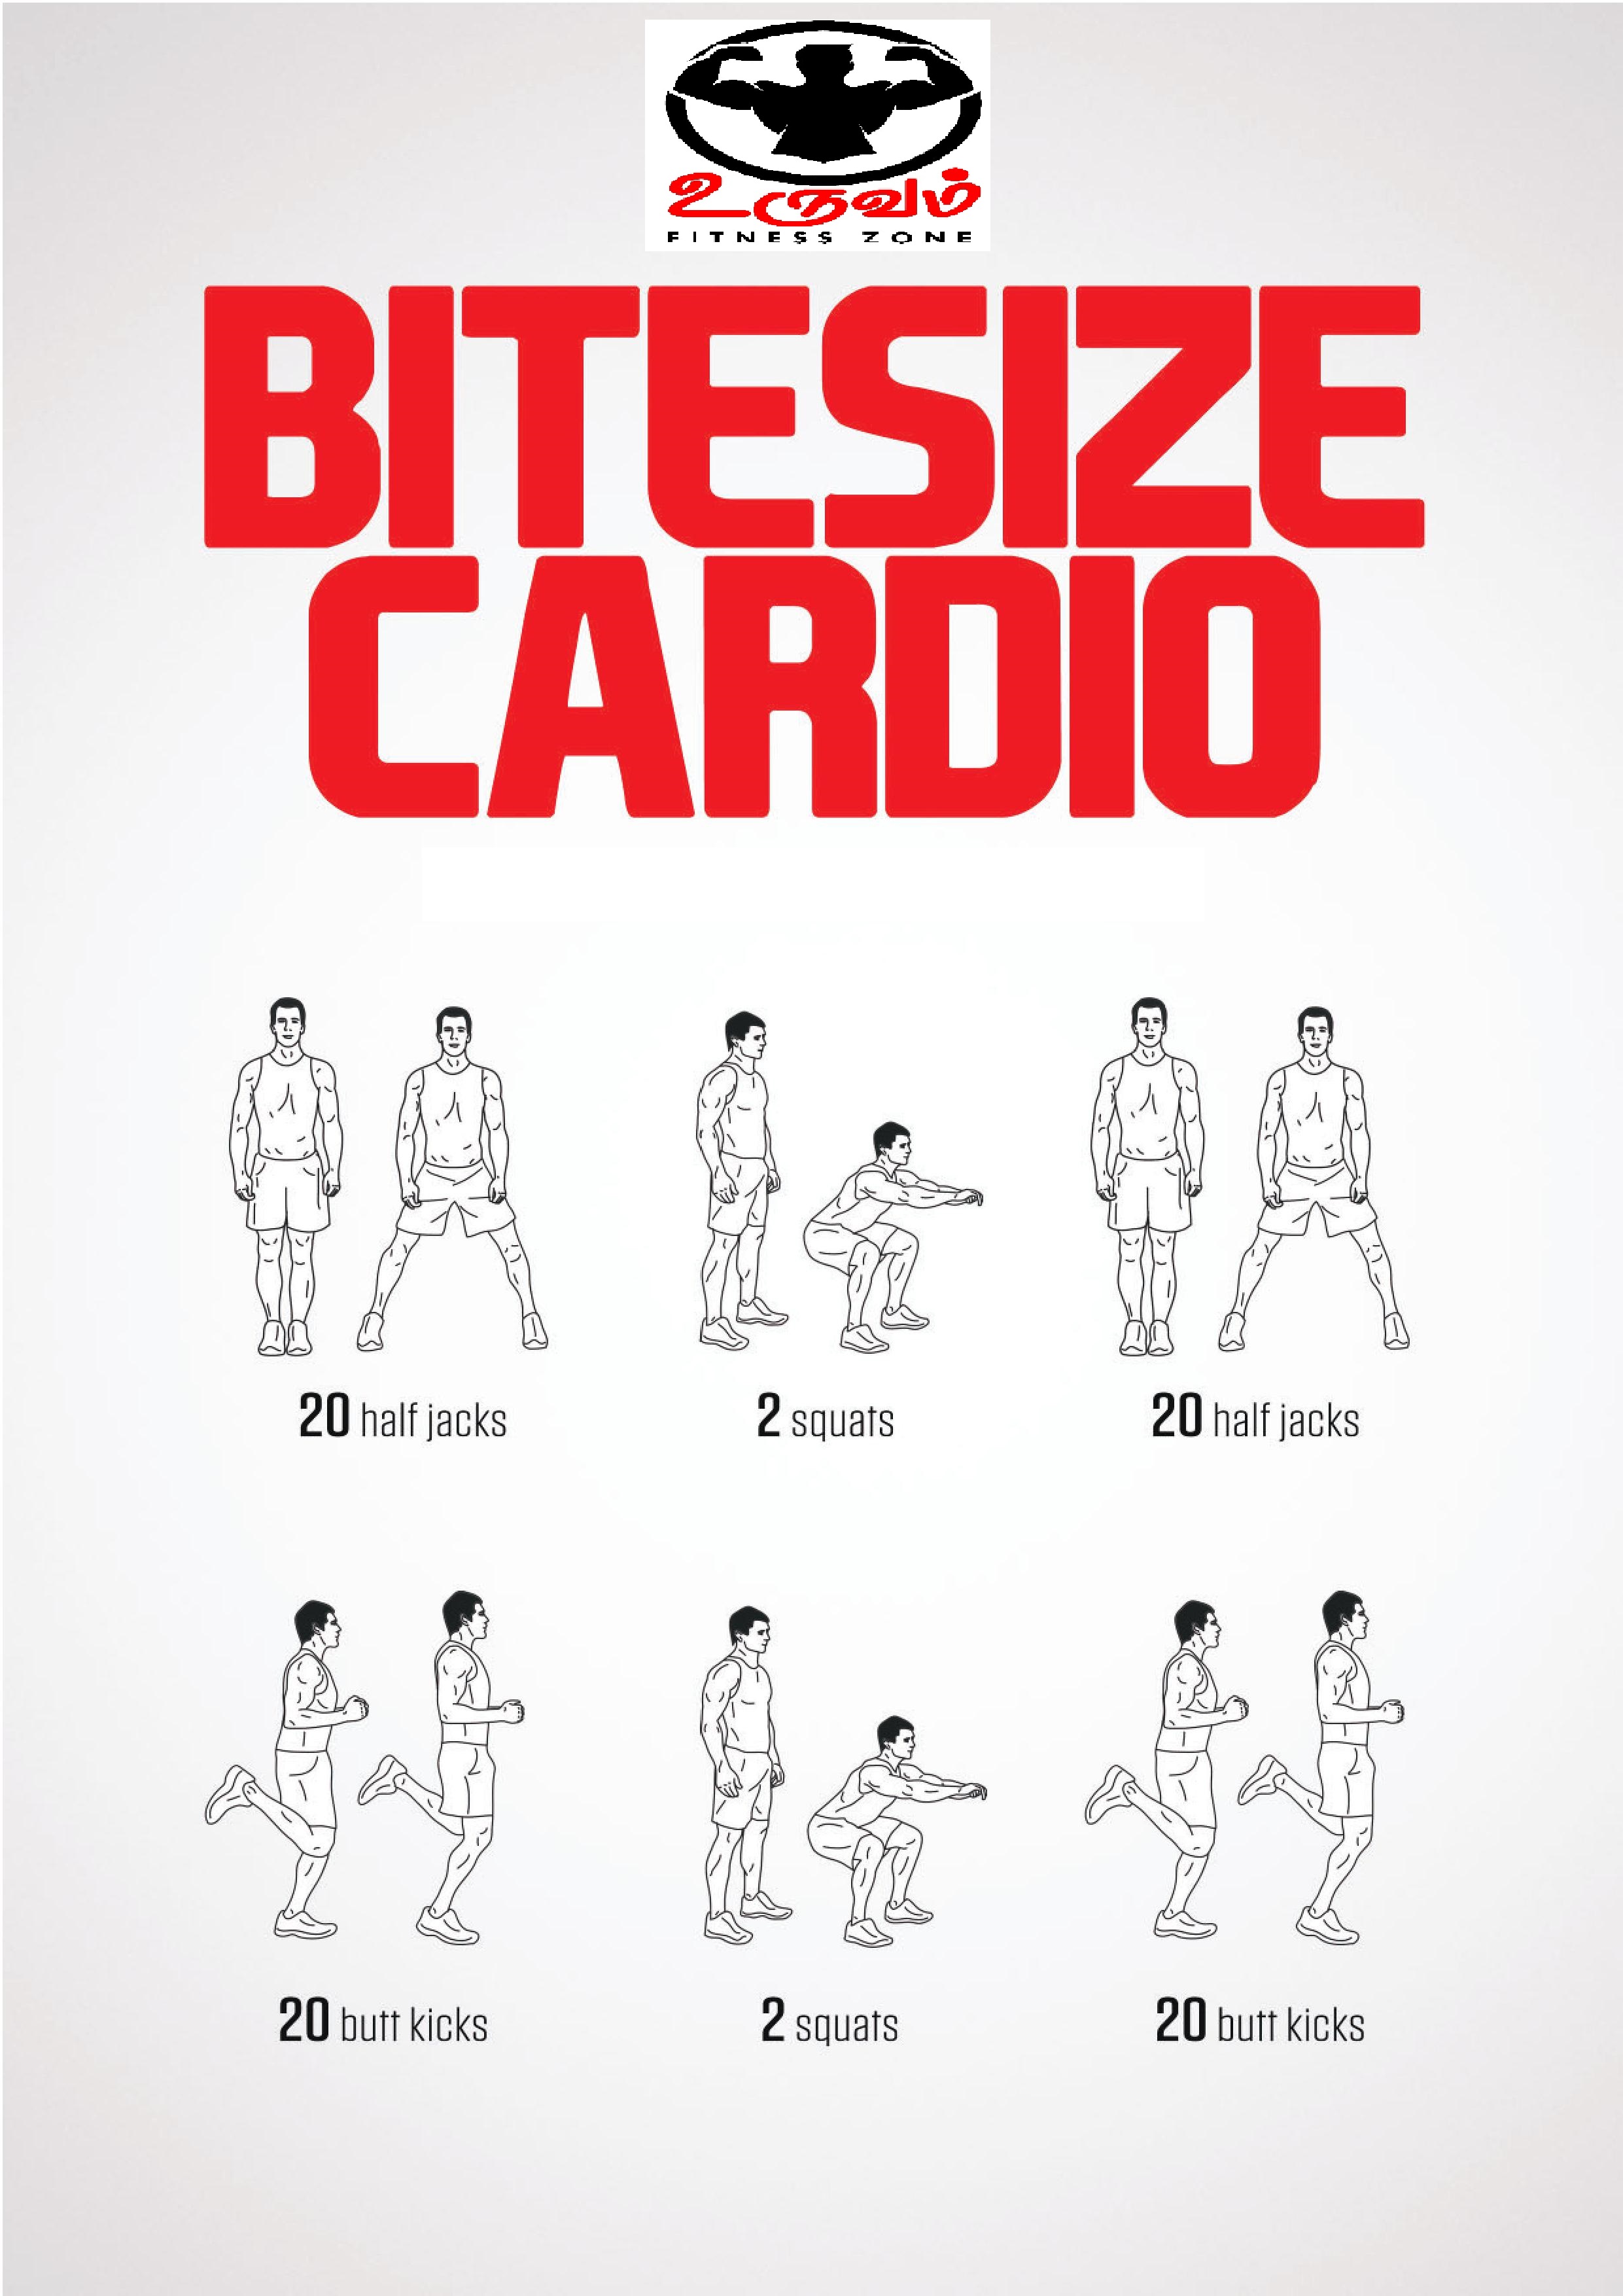 உருவம்
FITNESS ZONE
BITESIZE
CARDIO
20 half jacks
2 squats
20 half jacks
20 butt kicks
2 squats
20 butt kicks